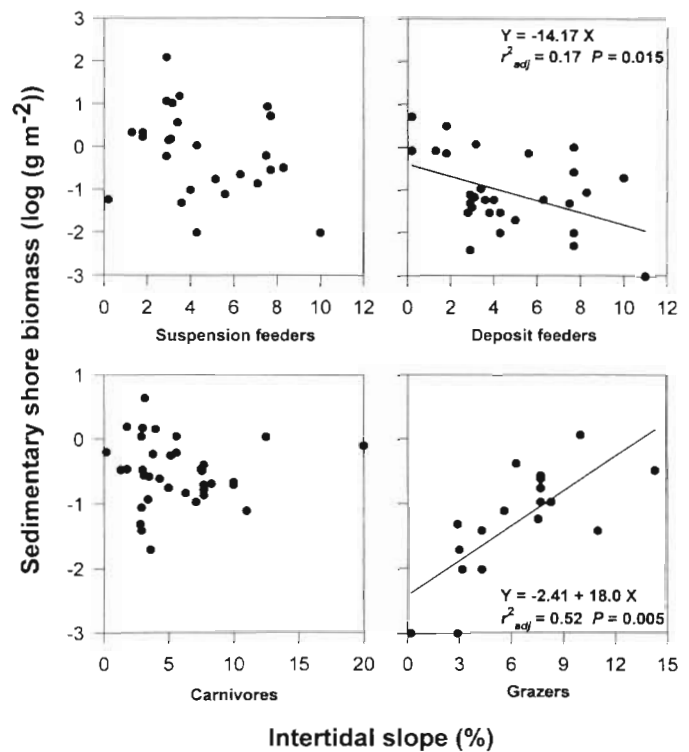 Sedimentary shore biomass (log (g m-2))
3
2
1
0
-1
-2
-3
0 2 4 6 8 10 12
Suspension feeders
Y = -14.17 X
r2adj = 0.17 P = 0.015
0 2 4 6 8 10 12
Deposit feeders
1
0
-1
-2
-3
0 5 10 15 20
Carnivores
Y = -2.41 + 18.0 X
r2adj = 0.52 P = 0.005
0 3 6 9 12 15
Grazers
Intertidal slope (%)